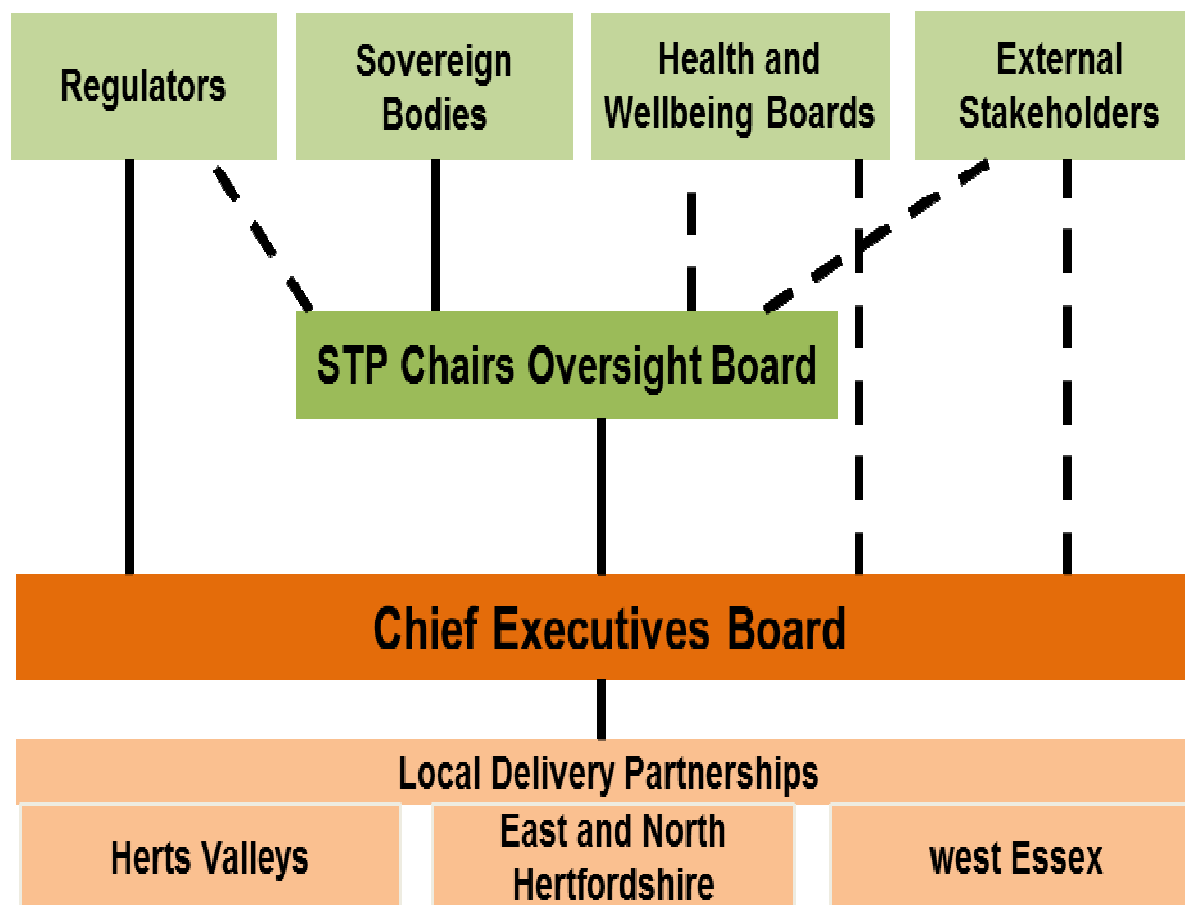 Regulators
Sovereign
Bodies
Health and
Wellbeing Boards
External
Stakeholders
STP Chairs Oversight Board
Chief Executives Board
Local Delivery Partnerships
Herts Valleys
East and North
Hertfordshire
west Essex